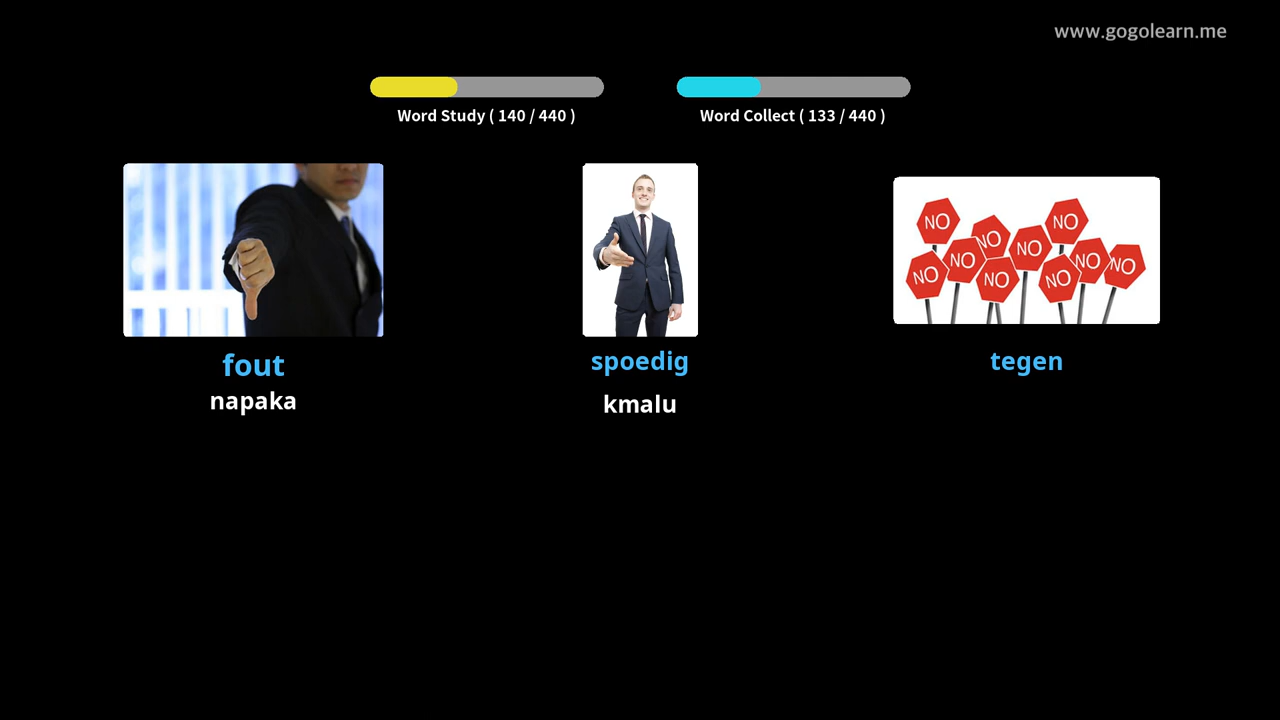 www.gogolearn.me
Word Study ( 140 / 440 )
Word Collect ( 133 / 440 )
NO NO NO NO NO NO NO NO NO NO
fout
napaka
spoedig
kmalu
tegen